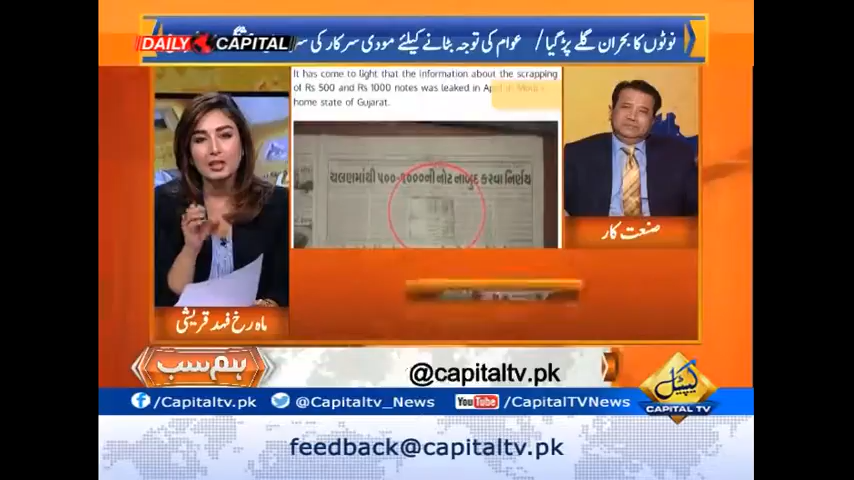 نوٹوں کا بحران گلے پڑ گیا / عوام کی توجہ ہٹانے کیلئے مودی سرکار کی
DAILY CAPITAL
It has come to light that the information about the scrapping
of Rs 500 and Rs 1000 notes was leaked in April in Modi's
home state of Gujarat.
ચલણમાંથી ૫૦૦-૧૦૦૦ની નોટ નાબુદ કરવા નિર્ણય
صنعت کار
ماہ رخ فہد قریشی
ہم سب
@capitaltv.pk
کیپیٹل
CAPITAL TV
/Capitaltv.pk
@Capitaltv_News
YouTube /CapitalTVNews
feedback@capitaltv.pk